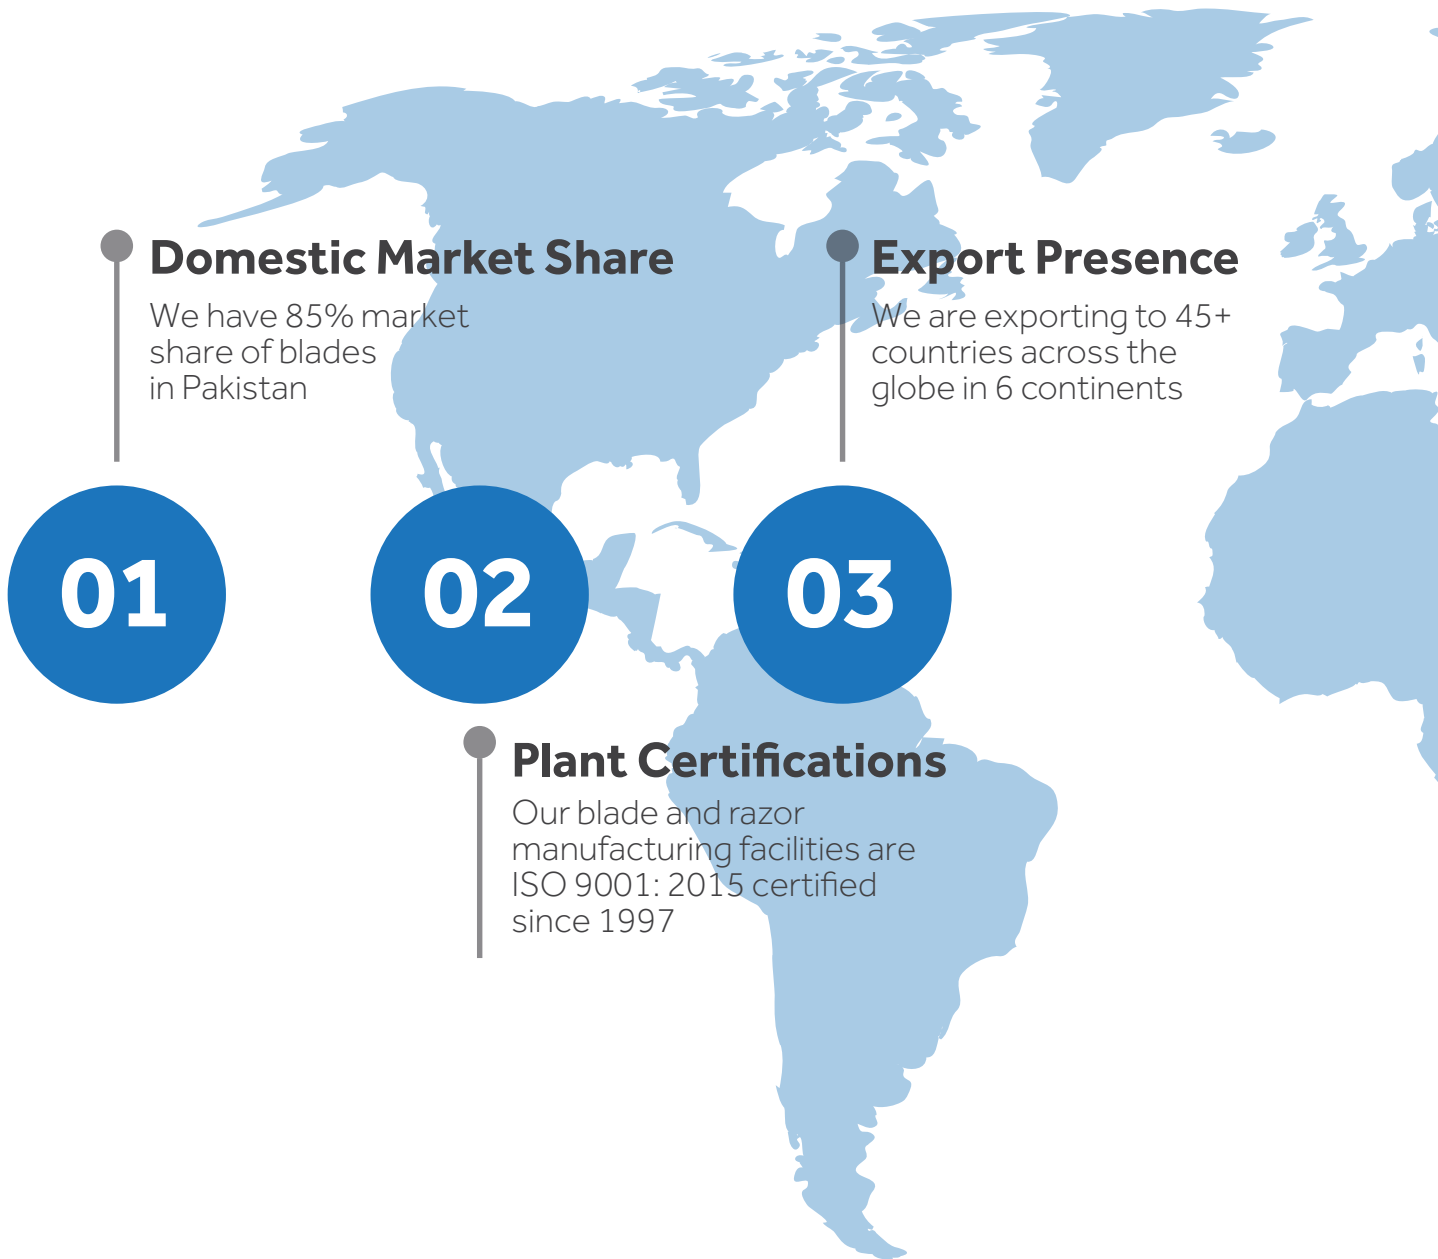 Domestic Market Share
We have 85% market
share of blades
in Pakistan
Export Presence
We are exporting to 45+
countries across the
globe in 6 continents
01
02
03
Plant Certifications
Our blade and razor
manufacturing facilities are
ISO 9001: 2015 certified
since 1997